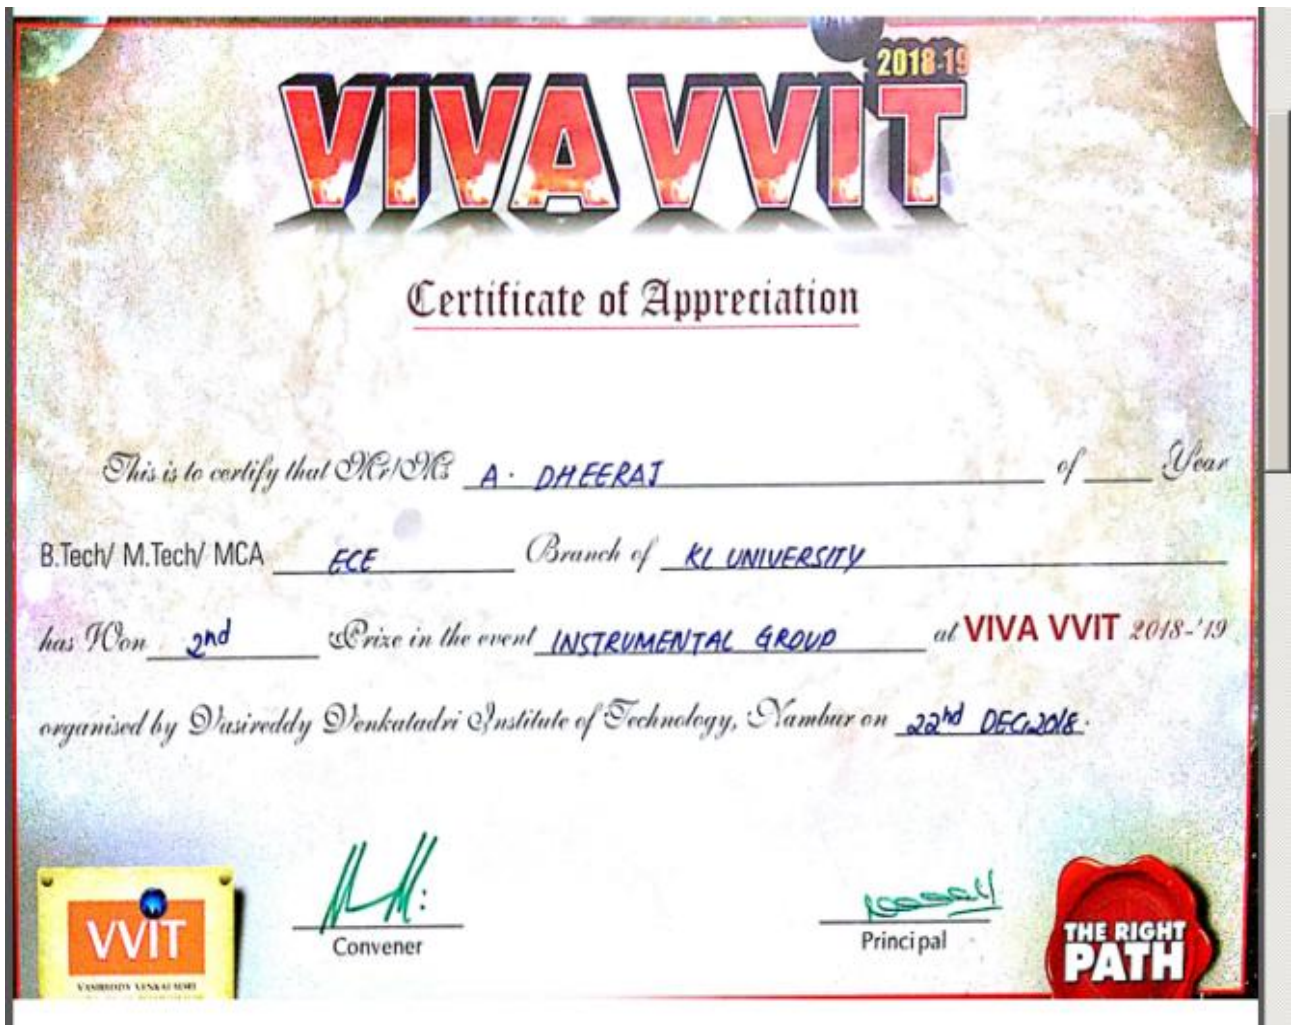 2018-19
VIVA VVIT
Certificate of Appreciation
This is to certify that Mr/Ms A. DHEERAJ of Year
B.Tech/ M.Tech/ MCA ECE Branch of KL UNIVERSITY
has Won 2nd Prize in the event INSTRUMENTAL GROUP at VIVA VVIT 2018-'19
organised by Vasireddy Venkatadri Institute of Technology, Nambur on 22nd DEC,2018.
Convener
Principal
VVIT
VASIREDDY VENKATADRI
THE RIGHT
PATH